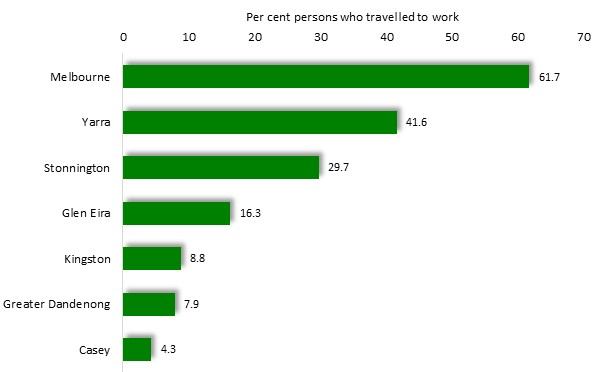 Per cent persons who travelled to work
0 10 20 30 40 50 60 70
Melbourne 61.7
Yarra 41.6
Stonnington 29.7
Glen Eira 16.3
Kingston 8.8
Greater Dandenong 7.9
Casey 4.3